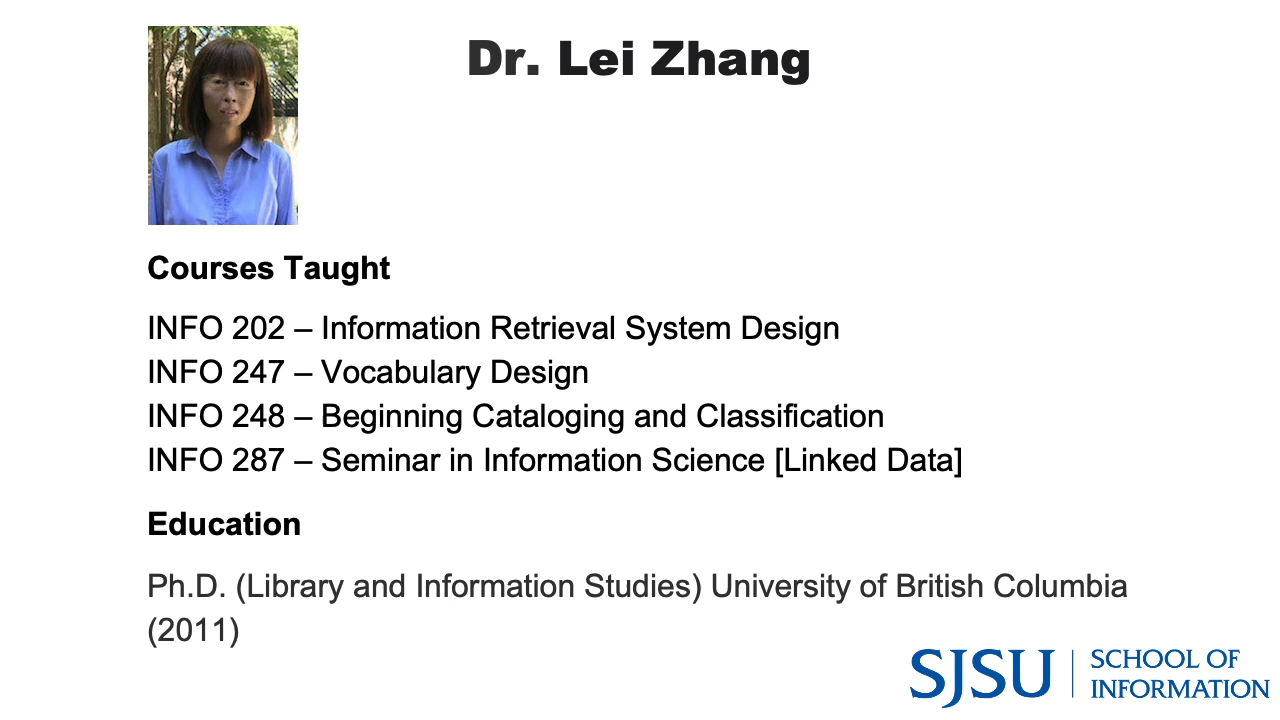 Dr. Lei Zhang
Courses Taught
INFO 202 – Information Retrieval System Design
INFO 247 – Vocabulary Design
INFO 248 – Beginning Cataloging and Classification
INFO 287 – Seminar in Information Science [Linked Data]
Education
Ph.D. (Library and Information Studies) University of British Columbia
(2011)
SJSU
SCHOOL OF
INFORMATION